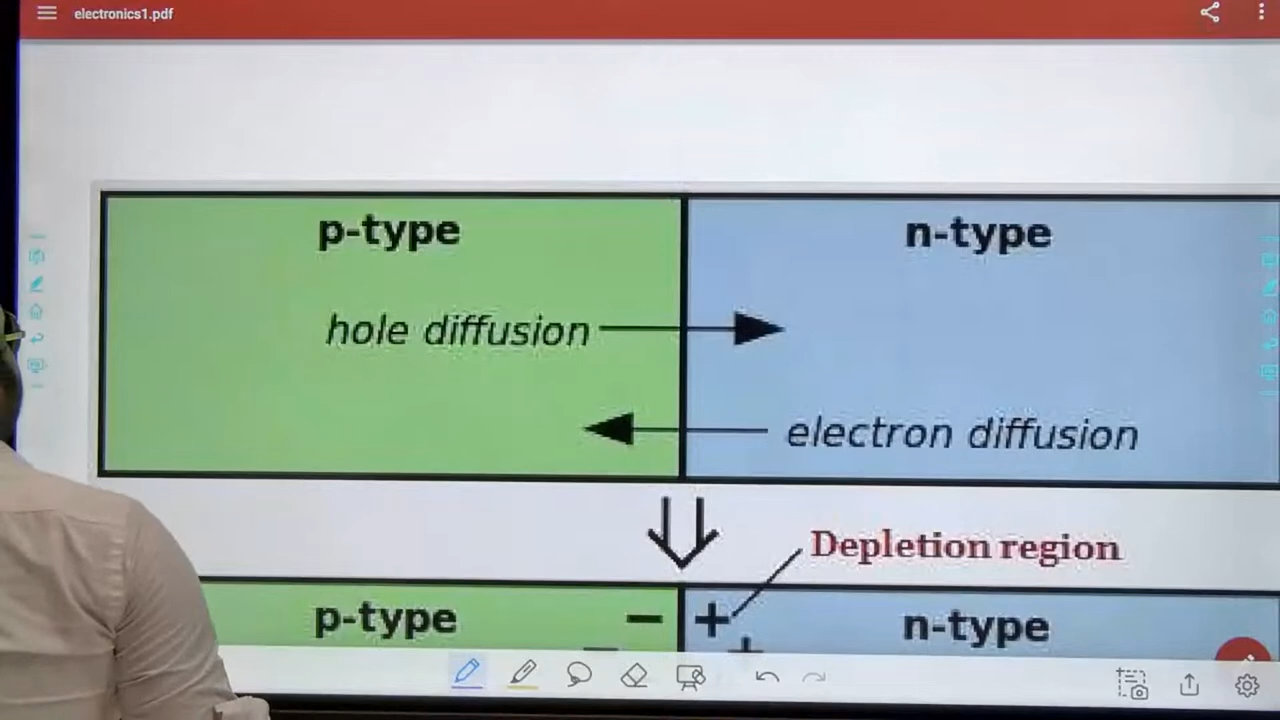 electronics1.pdf
p-type
n-type
hole diffusion
electron diffusion
Depletion region
p-type
− +
n-type
− +